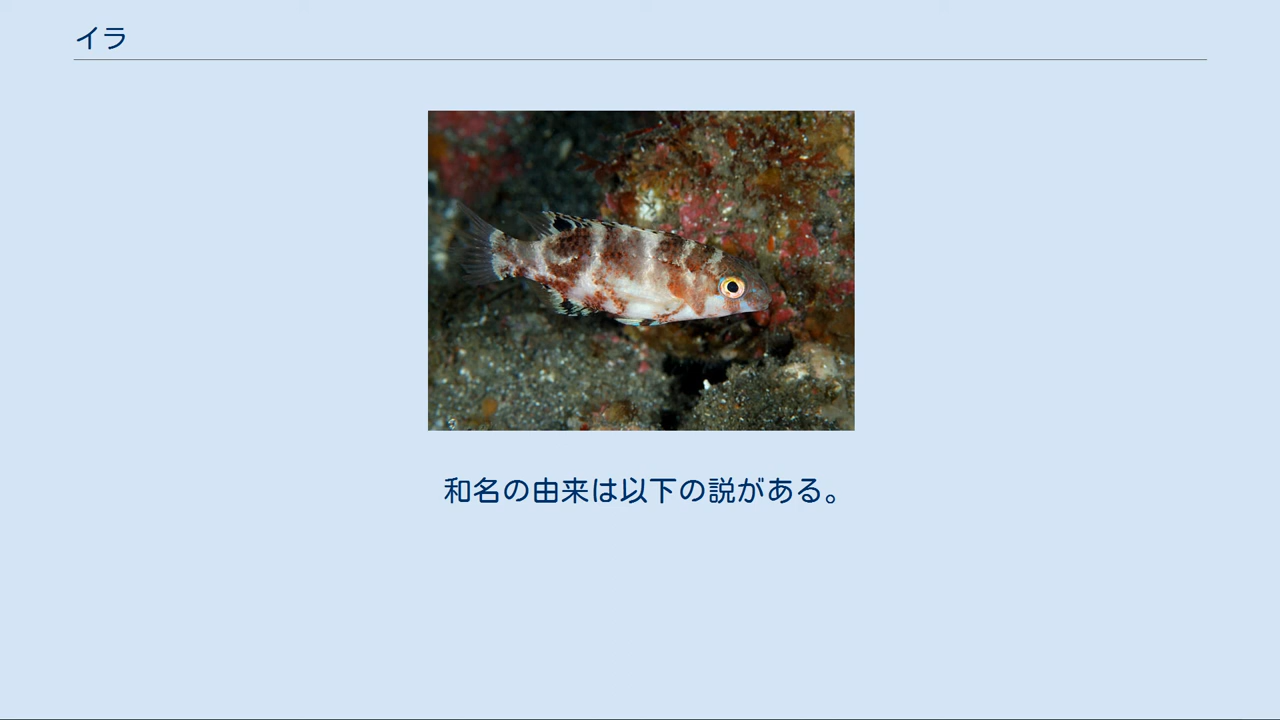 イラ
和名の由来は以下の説がある。